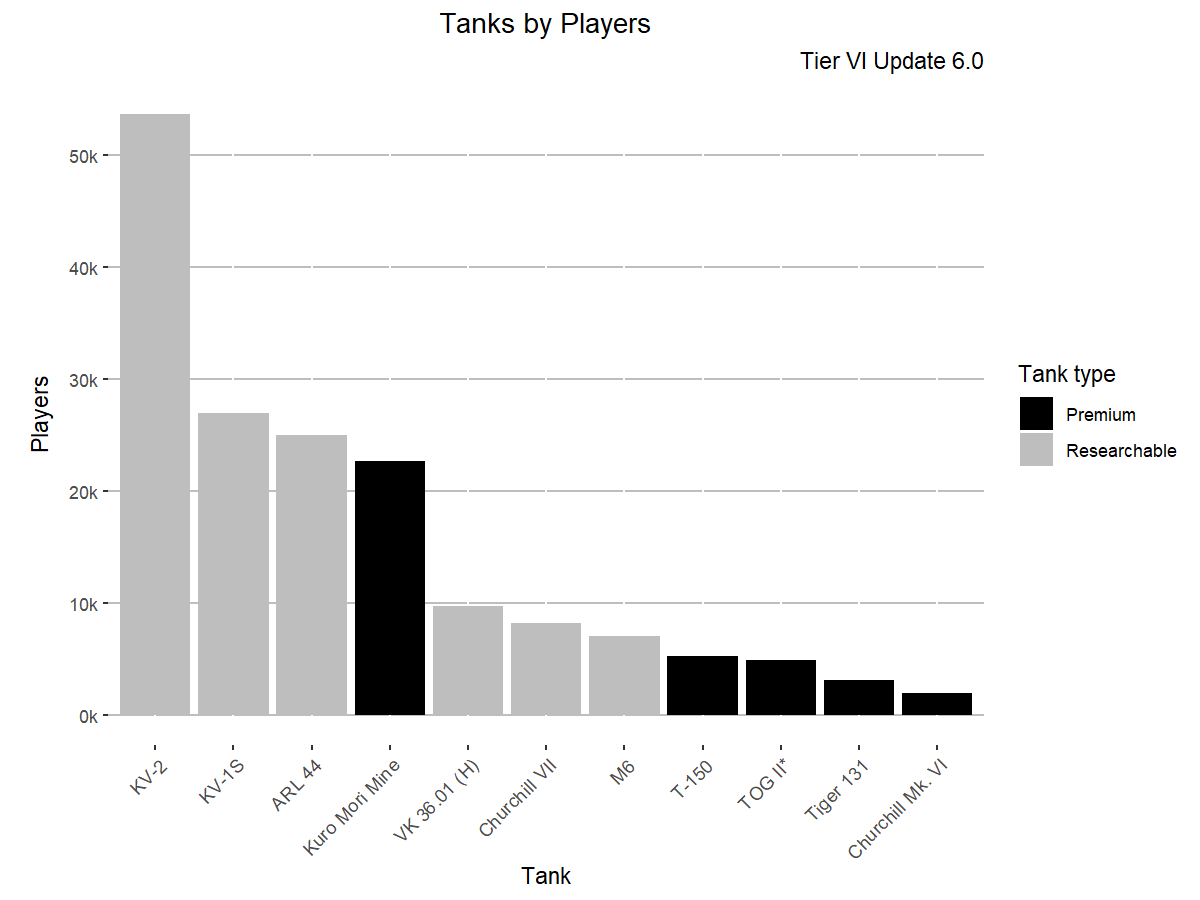 Tanks by Players
Tier VI Update 6.0
Players
50k
40k
30k
20k
10k
0k
KV-2
KV-1S
ARL 44
Kuro Mori Mine
VK 36.01 (H)
Churchill VII
M6
T-150
TOG II*
Tiger 131
Churchill Mk. VI
Tank
Tank type
Premium
Researchable